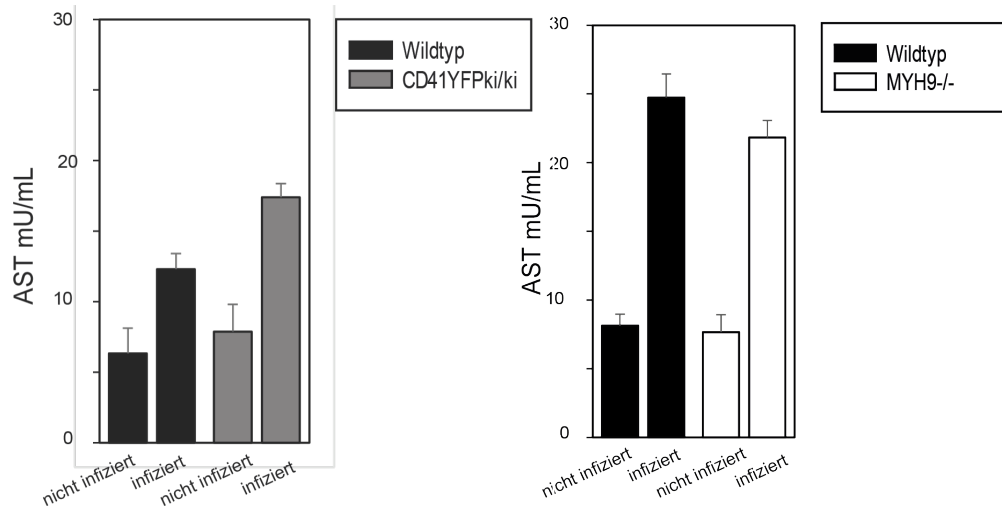 30
20
10
0
AST mU/mL
Wildtyp
CD41YFPki/ki
nicht infiziert
infiziert
nicht infiziert
infiziert
30
20
10
0
AST mU/mL
Wildtyp
MYH9-/-
nicht infiziert
infiziert
nicht infiziert
infiziert